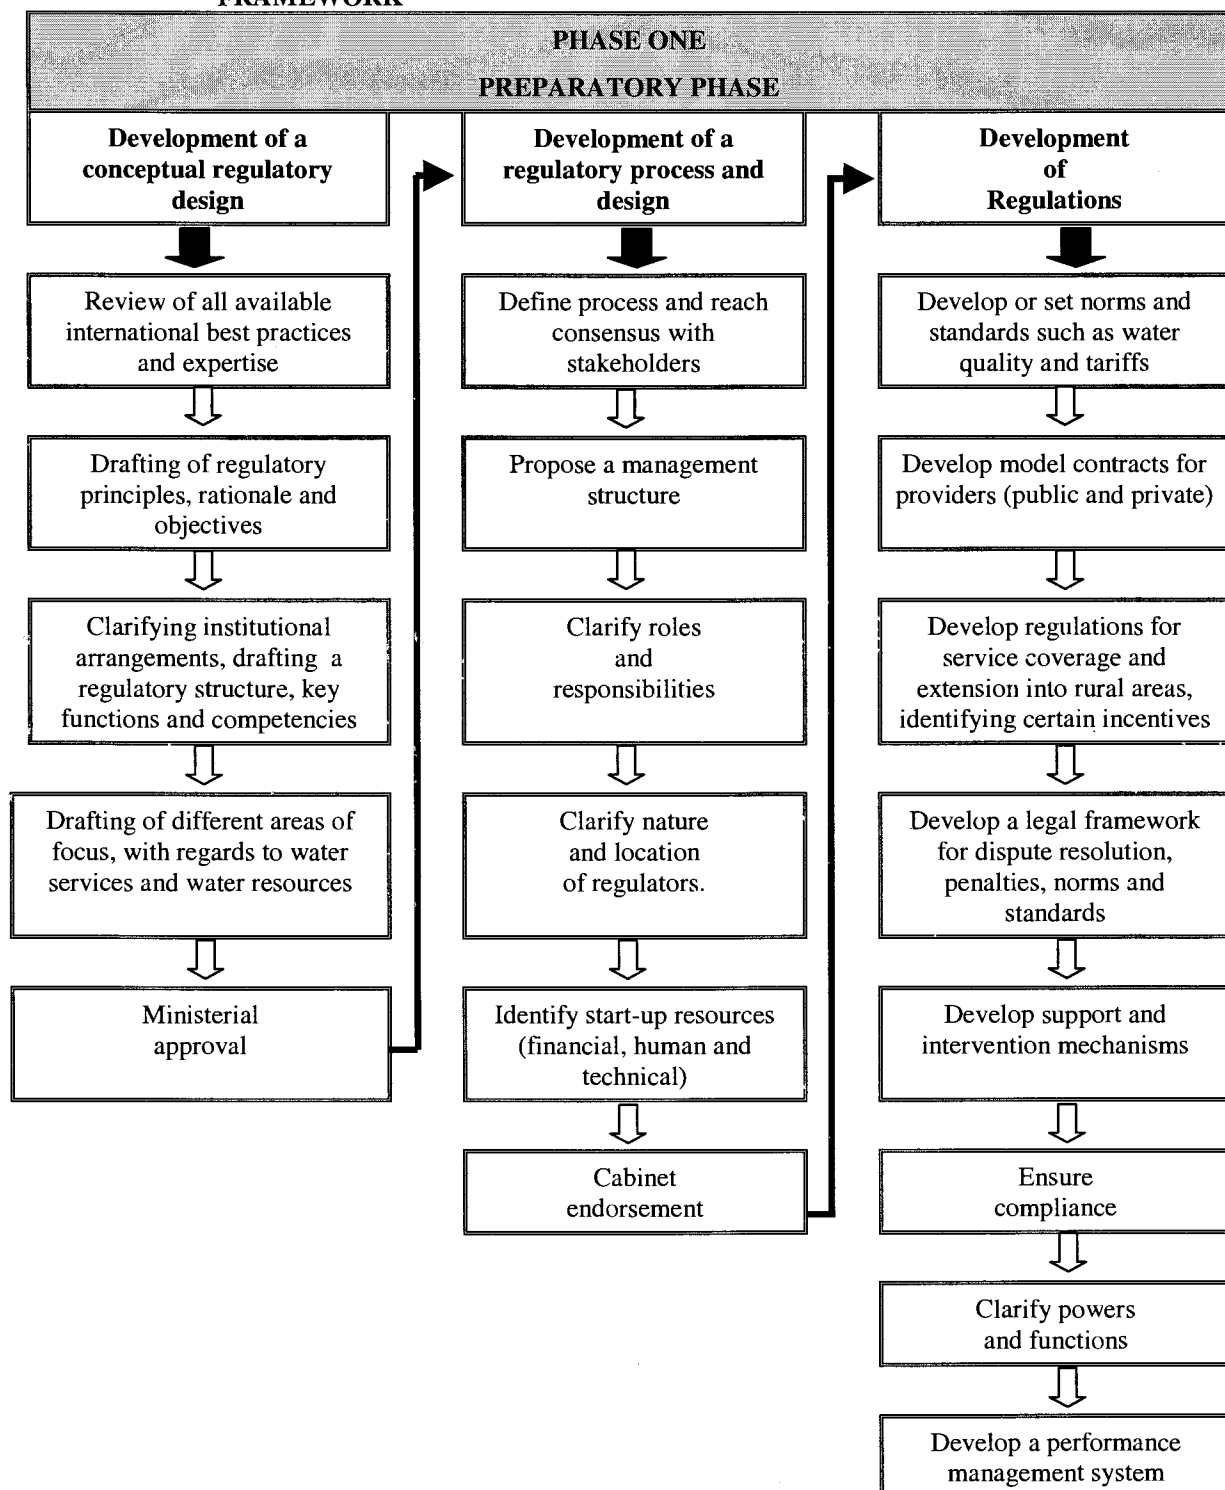 FRAMEWORK
PHASE ONE
PREPARATORY PHASE
Development of a
conceptual regulatory
design
Review of all available
international best practices
and expertise
Drafting of regulatory
principles, rationale and
objectives
Clarifying institutional
arrangements, drafting a
regulatory structure, key
functions and competencies
Drafting of different areas of
focus, with regards to water
services and water resources
Ministerial
approval
Development of a
regulatory process and
design
Define process and reach
consensus with
stakeholders
Propose a management
structure
Clarify roles
and
responsibilities
Clarify nature
and location
of regulators.
Identify start-up resources
(financial, human and
technical)
Cabinet
endorsement
Development
of
Regulations
Develop or set norms and
standards such as water
quality and tariffs
Develop model contracts for
providers (public and private)
Develop regulations for
service coverage and
extension into rural areas,
identifying certain incentives
Develop a legal framework
for dispute resolution,
penalties, norms and
standards
Develop support and
intervention mechanisms
Ensure
compliance
Clarify powers
and functions
Develop a performance
management system